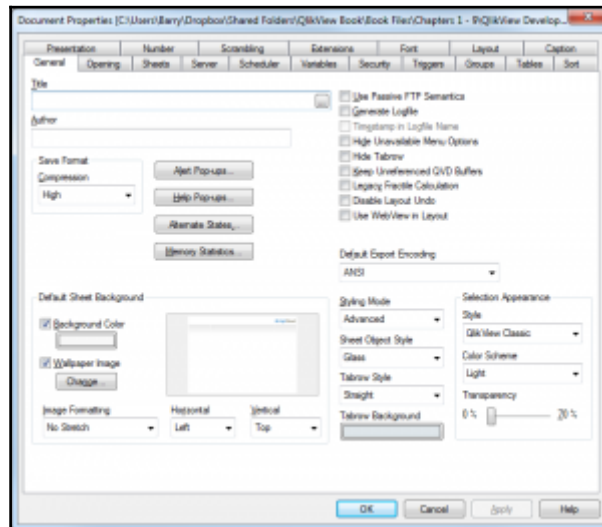 Document Properties [C:\Users\Barry\Dropbox\Shared Folders\QlikView Book\Book Files\Chapters 1 - 9\QlikView Develop...
Presentation Number Scrambling Extensions Font Layout Caption
General Opening Sheets Server Scheduler Variables Security Triggers Groups Tables Sort
Title
...
Author
Save Format
Compression
High
Alert Pop-ups...
Help Pop-ups...
Alternate States...
Memory Statistics...
Use Passive FTP Semantics
Generate Logfile
Timestamp in Logfile Name
Hide Unavailable Menu Options
Hide Tabrow
Keep Unreferenced QVD Buffers
Legacy Fractile Calculation
Disable Layout Undo
Use WebView in Layout
Default Export Encoding
ANSI
Default Sheet Background
Background Color
Wallpaper Image
Change...
Image Formatting Horizontal Vertical
No Stretch Left Top
Styling Mode
Advanced
Sheet Object Style
Glass
Tabrow Style
Straight
Tabrow Background
Selection Appearance
Style
QlikView Classic
Color Scheme
Light
Transparency
0 % 20 %
OK Cancel Apply Help